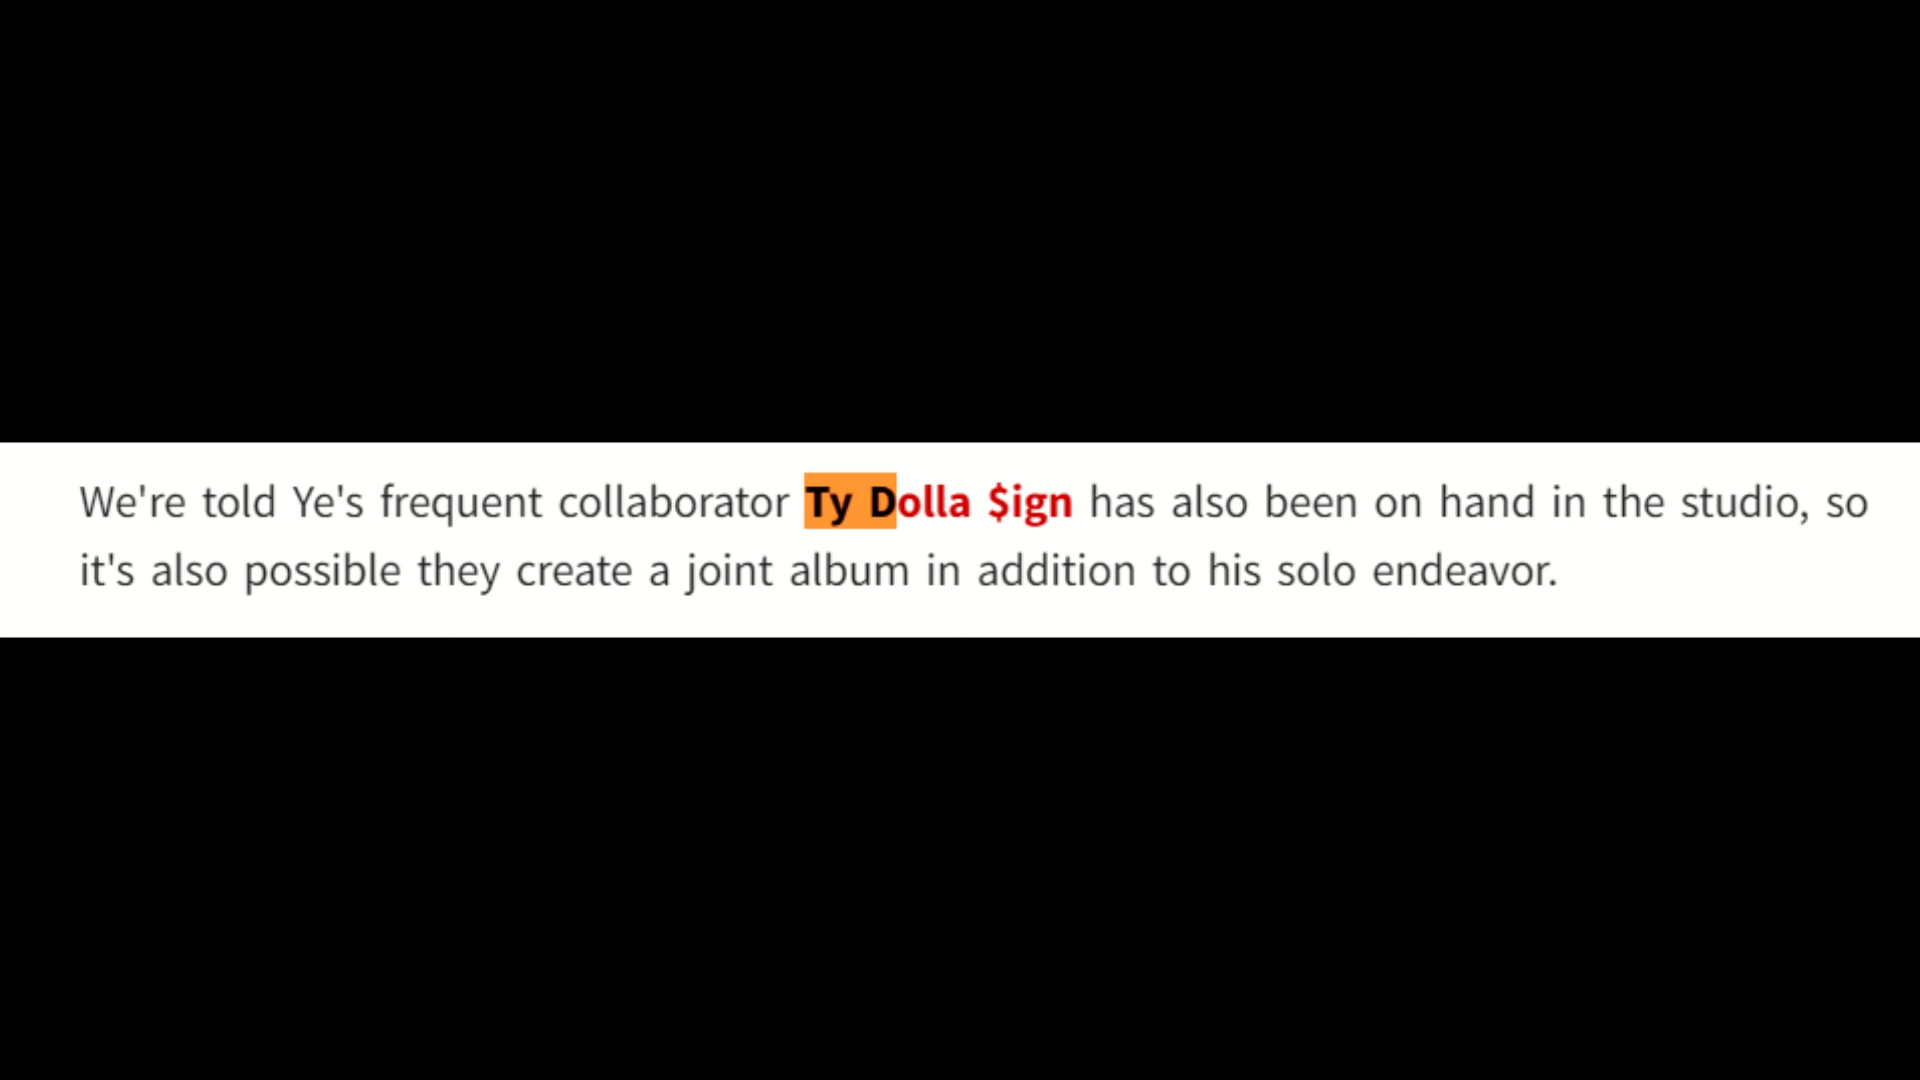 We're told Ye's frequent collaborator Ty Dolla $ign has also been on hand in the studio, so
it's also possible they create a joint album in addition to his solo endeavor.